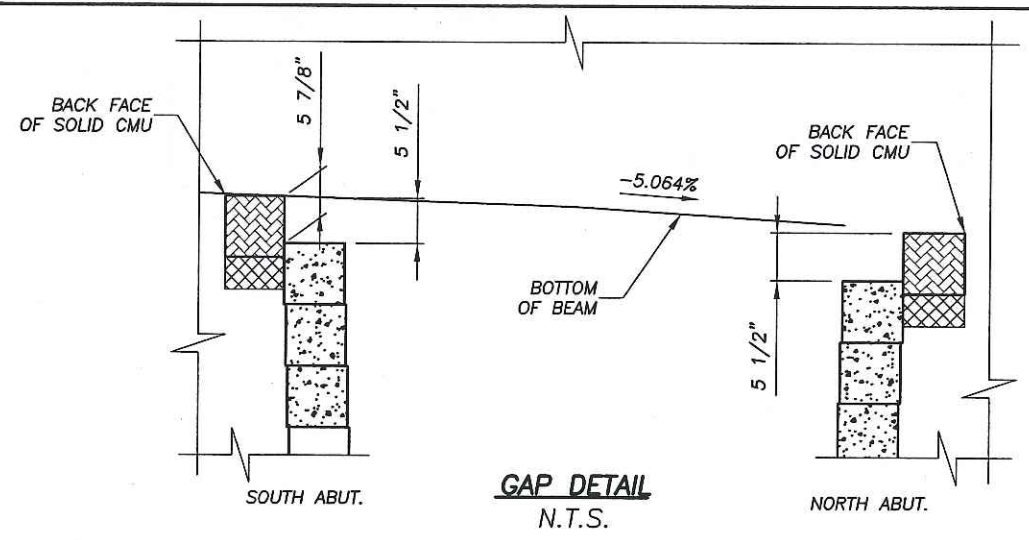 BACK FACE
OF SOLID CMU
5 7/8"
5 1/2"
BACK FACE
OF SOLID CMU
-5.064%
BOTTOM
OF BEAM
5 1/2"
SOUTH ABUT.
GAP DETAIL
N.T.S.
NORTH ABUT.